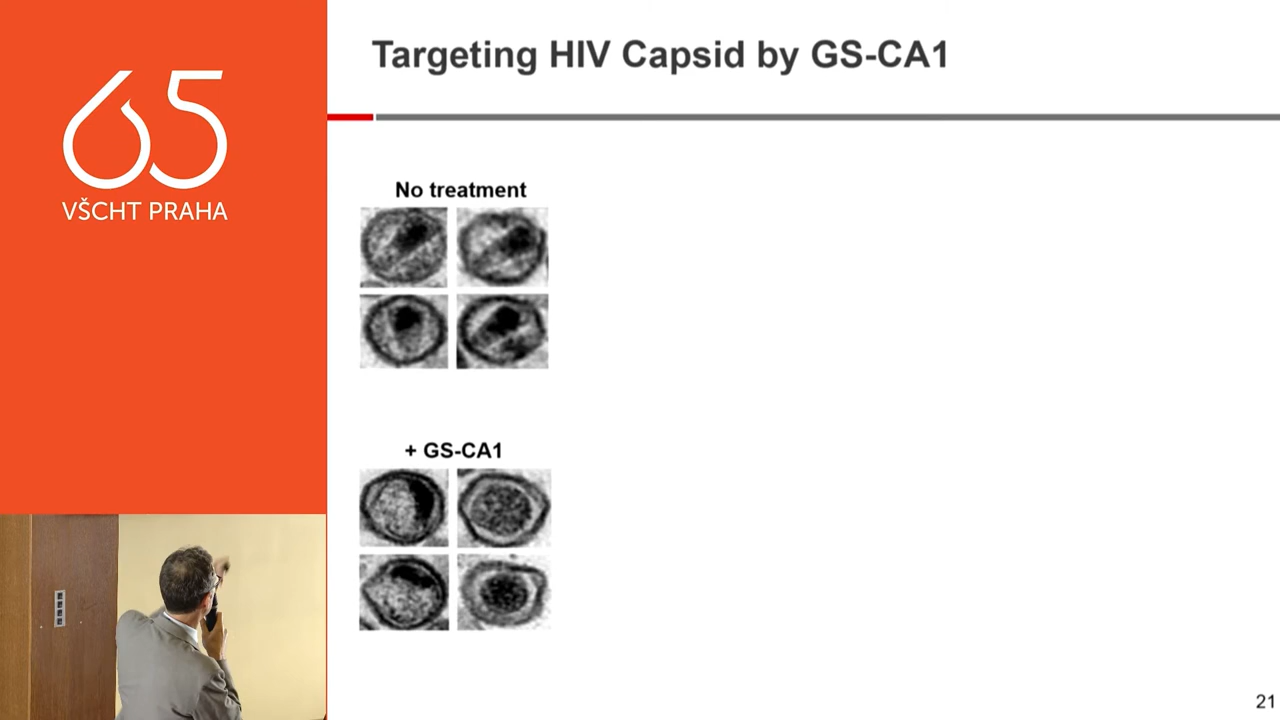 65
VŠCHT PRAHA
Targeting HIV Capsid by GS-CA1
No treatment
+ GS-CA1
21